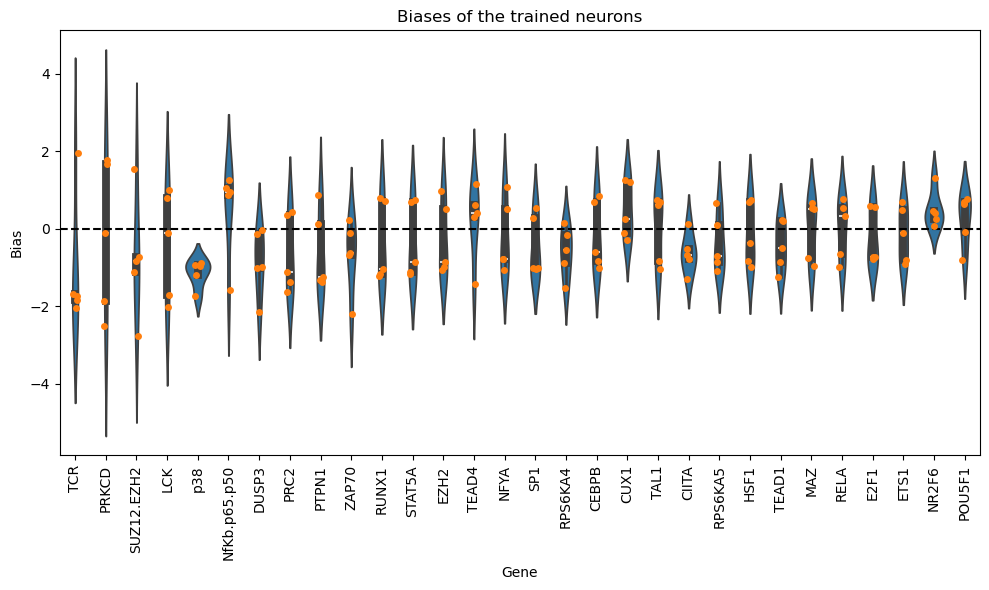 Biases of the trained neurons
Bias
4
2
0
−2
−4
TCR
PRKCD
SUZ12.EZH2
LCK
p38
NfKb.p65.p50
DUSP3
PRC2
PTPN1
ZAP70
RUNX1
STAT5A
EZH2
TEAD4
NFYA
SP1
RPS6KA4
CEBPB
CUX1
TAL1
CIITA
RPS6KA5
HSF1
TEAD1
MAZ
RELA
E2F1
ETS1
NR2F6
POU5F1
Gene